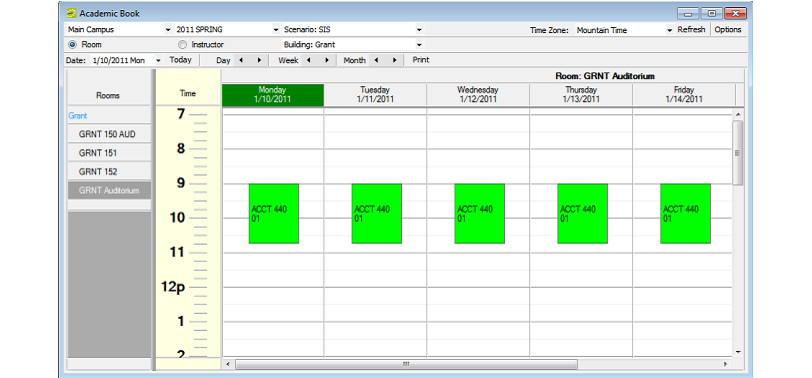 Academic Book
Main Campus 2011 SPRING Scenario: SIS Time Zone: Mountain Time Refresh Options
Room Instructor Building: Grant
Date: 1/10/2011 Mon Today Day Week Month Print
Room: GRNT Auditorium
Rooms Time Monday Tuesday Wednesday Thursday Friday
1/10/2011 1/11/2011 1/12/2011 1/13/2011 1/14/2011
Grant
GRNT 150 AUD
GRNT 151
GRNT 152
GRNT Auditorium
7
8
9
ACCT 440 ACCT 440 ACCT 440 ACCT 440 ACCT 440
01 01 01 01 01
10
11
12p
1
2